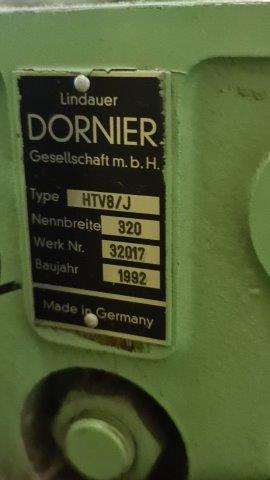 Lindauer
DORNIER
Gesellschaft m.b.H.
Type HTV8/J
Nennbreite 320
Werk Nr. 32017
Baujahr 1992
Made in Germany